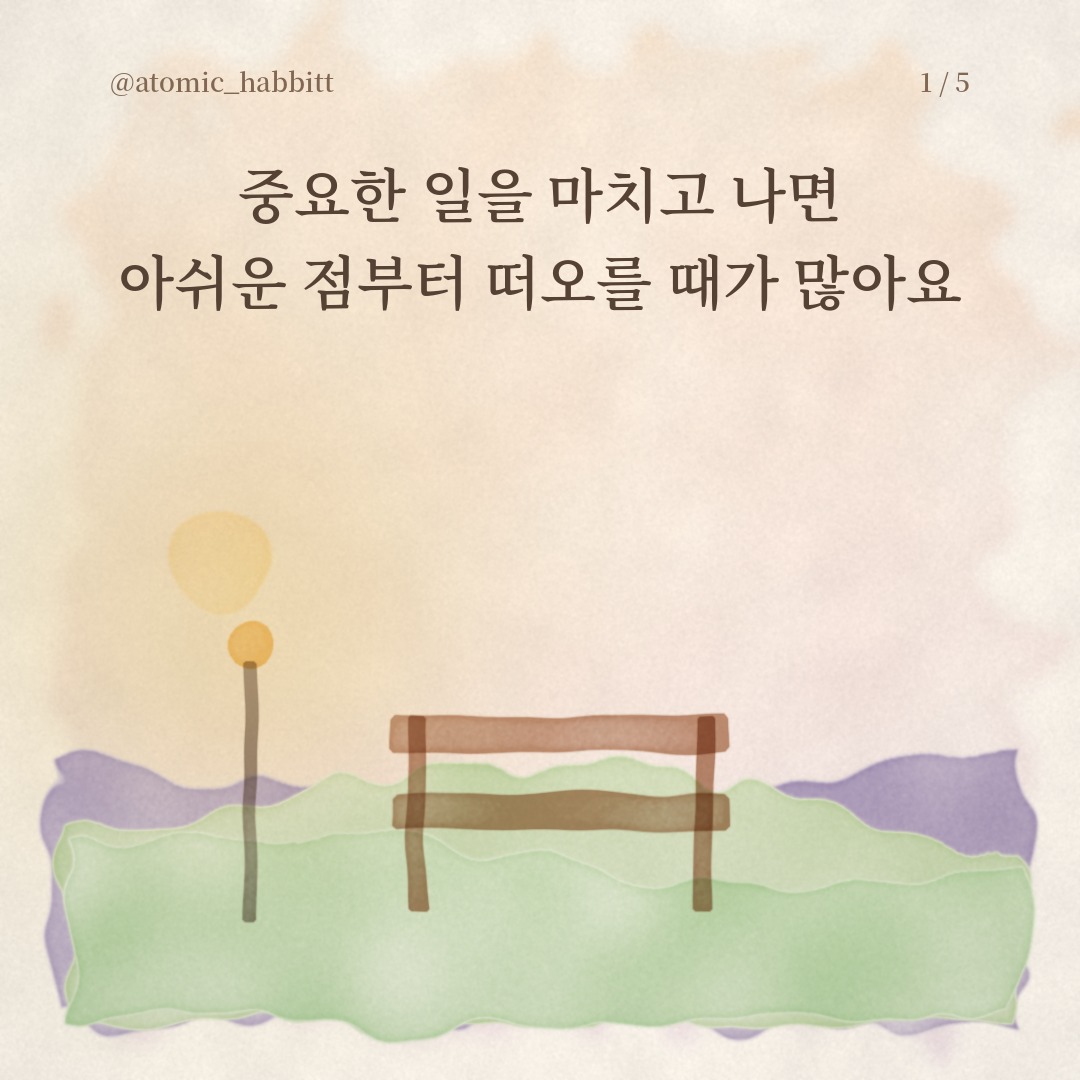 @atomic_habbitt
1 / 5
중요한 일을 마치고 나면
아쉬운 점부터 떠오를 때가 많아요